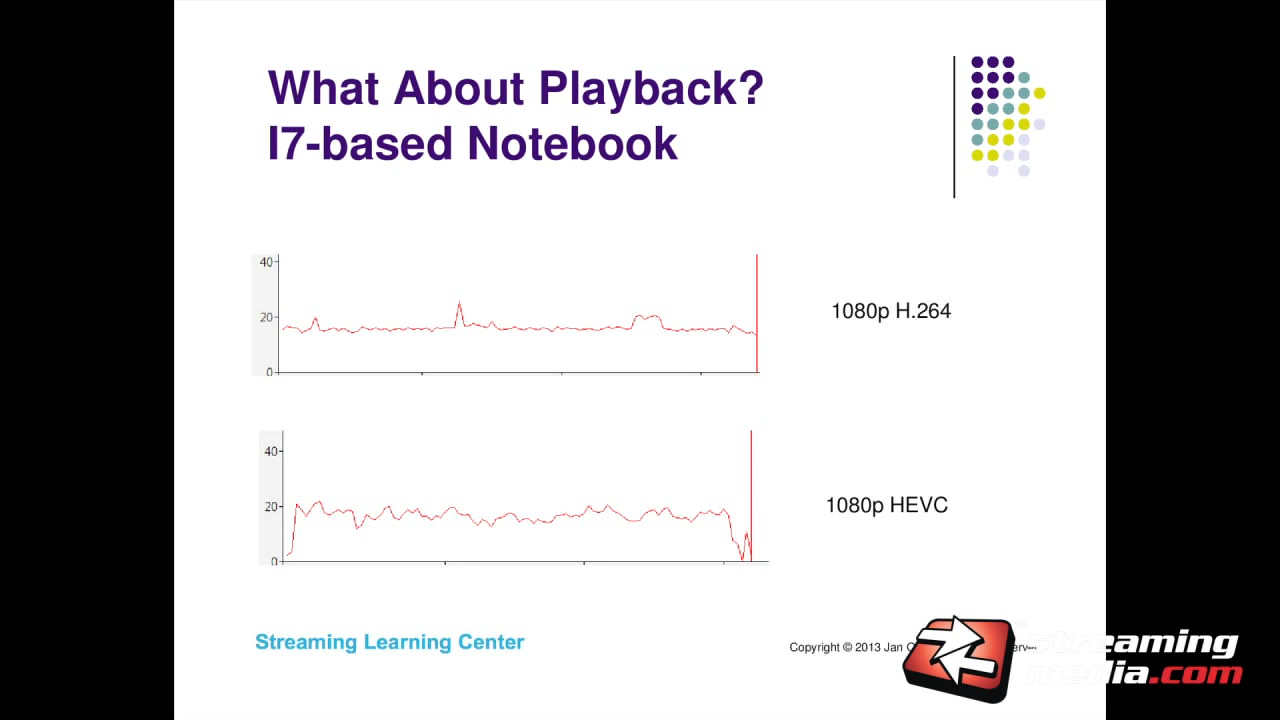 What About Playback?
I7-based Notebook
40
20
0
1080p H.264
40
20
0
1080p HEVC
Streaming Learning Center
Copyright © 2013 Jan
streaming
media.com